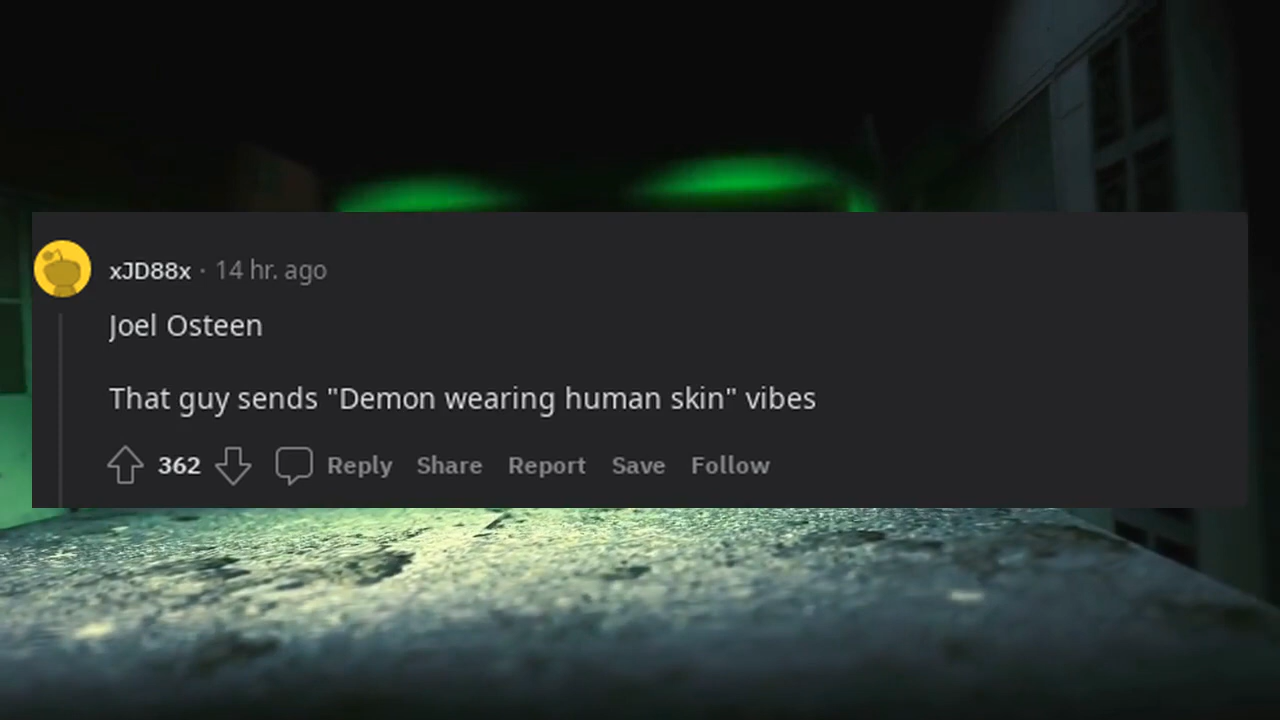 xJD88x · 14 hr. ago
Joel Osteen
That guy sends "Demon wearing human skin" vibes
362 Reply Share Report Save Follow